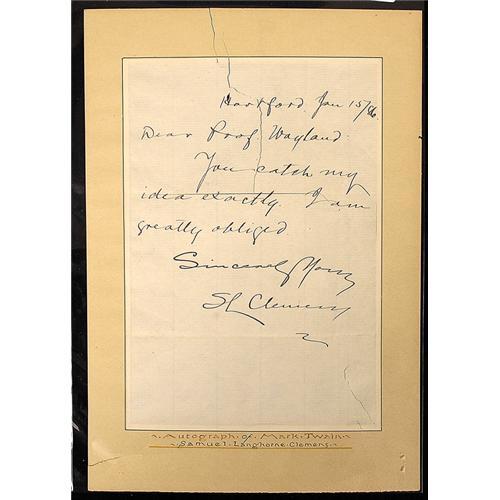 Hartford, Jan 15/86.
Dear Prof. Wayland:
You catch my
idea exactly. I am
greatly obliged
Sincerely Yours
SL Clemens
Autograph of Mark Twain
Samuel Langhorne Clemens